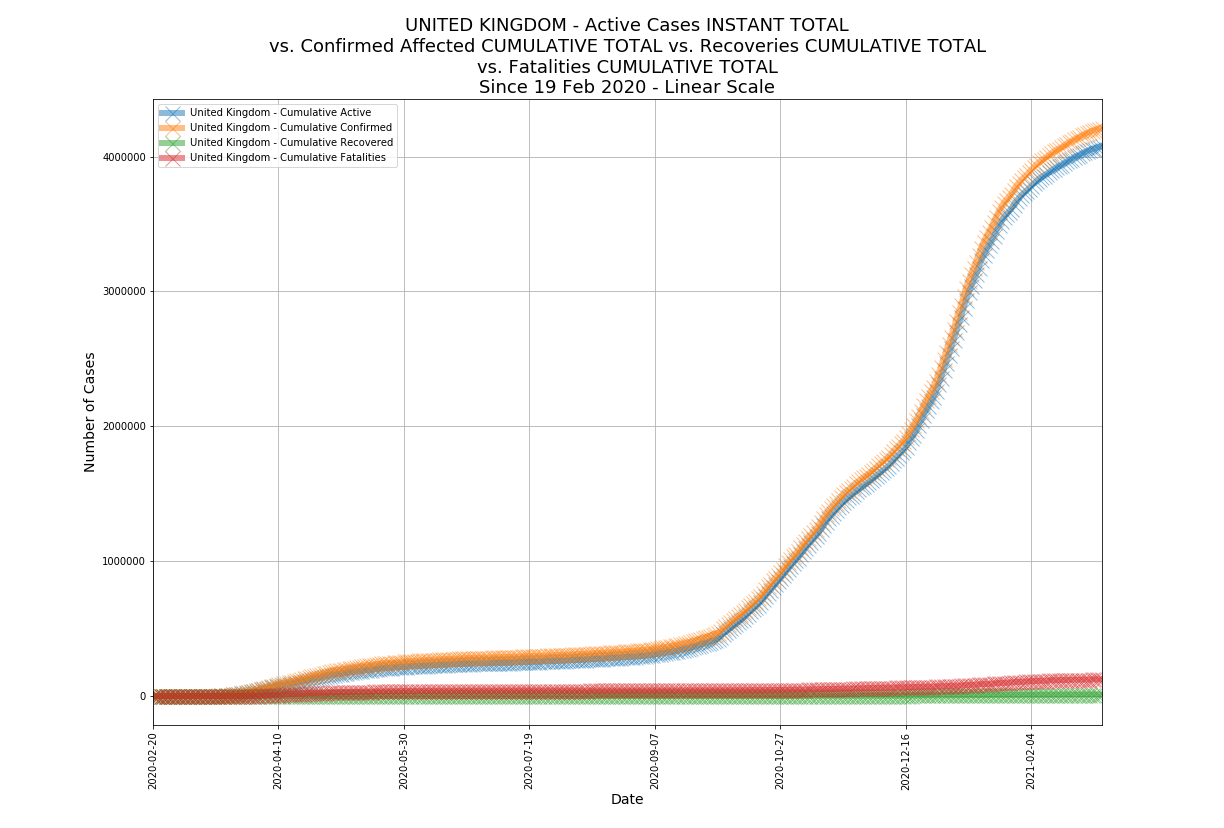 UNITED KINGDOM - Active Cases INSTANT TOTAL
vs. Confirmed Affected CUMULATIVE TOTAL vs. Recoveries CUMULATIVE TOTAL
vs. Fatalities CUMULATIVE TOTAL
Since 19 Feb 2020 - Linear Scale
United Kingdom - Cumulative Active
United Kingdom - Cumulative Confirmed
United Kingdom - Cumulative Recovered
United Kingdom - Cumulative Fatalities
Number of Cases
4000000
3000000
2000000
1000000
0
2020-02-20
2020-04-10
2020-05-30
2020-07-19
2020-09-07
2020-10-27
2020-12-16
2021-02-04
Date